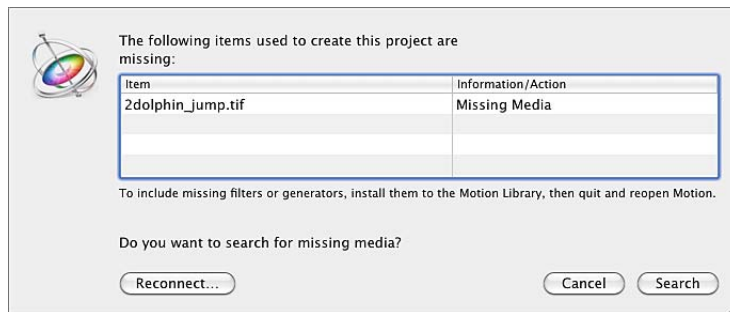 The following items used to create this project are
missing:
Item Information/Action
2dolphin_jump.tif Missing Media
To include missing filters or generators, install them to the Motion Library, then quit and reopen Motion.
Do you want to search for missing media?
Reconnect... Cancel Search